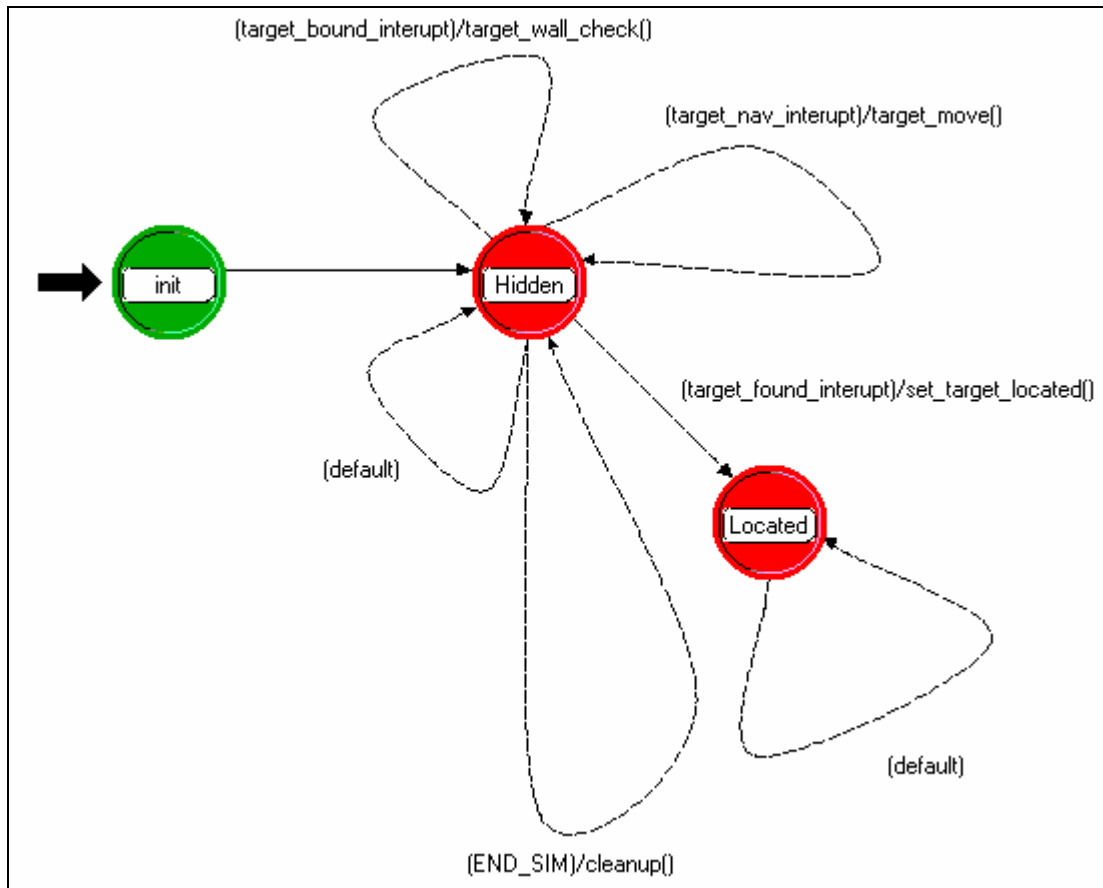 (target_bound_interupt)/target_wall_check()
(target_nav_interupt)/target_move()
init
Hidden
(target_found_interupt)/set_target_located()
(default)
Located
(default)
(END_SIM)/cleanup()